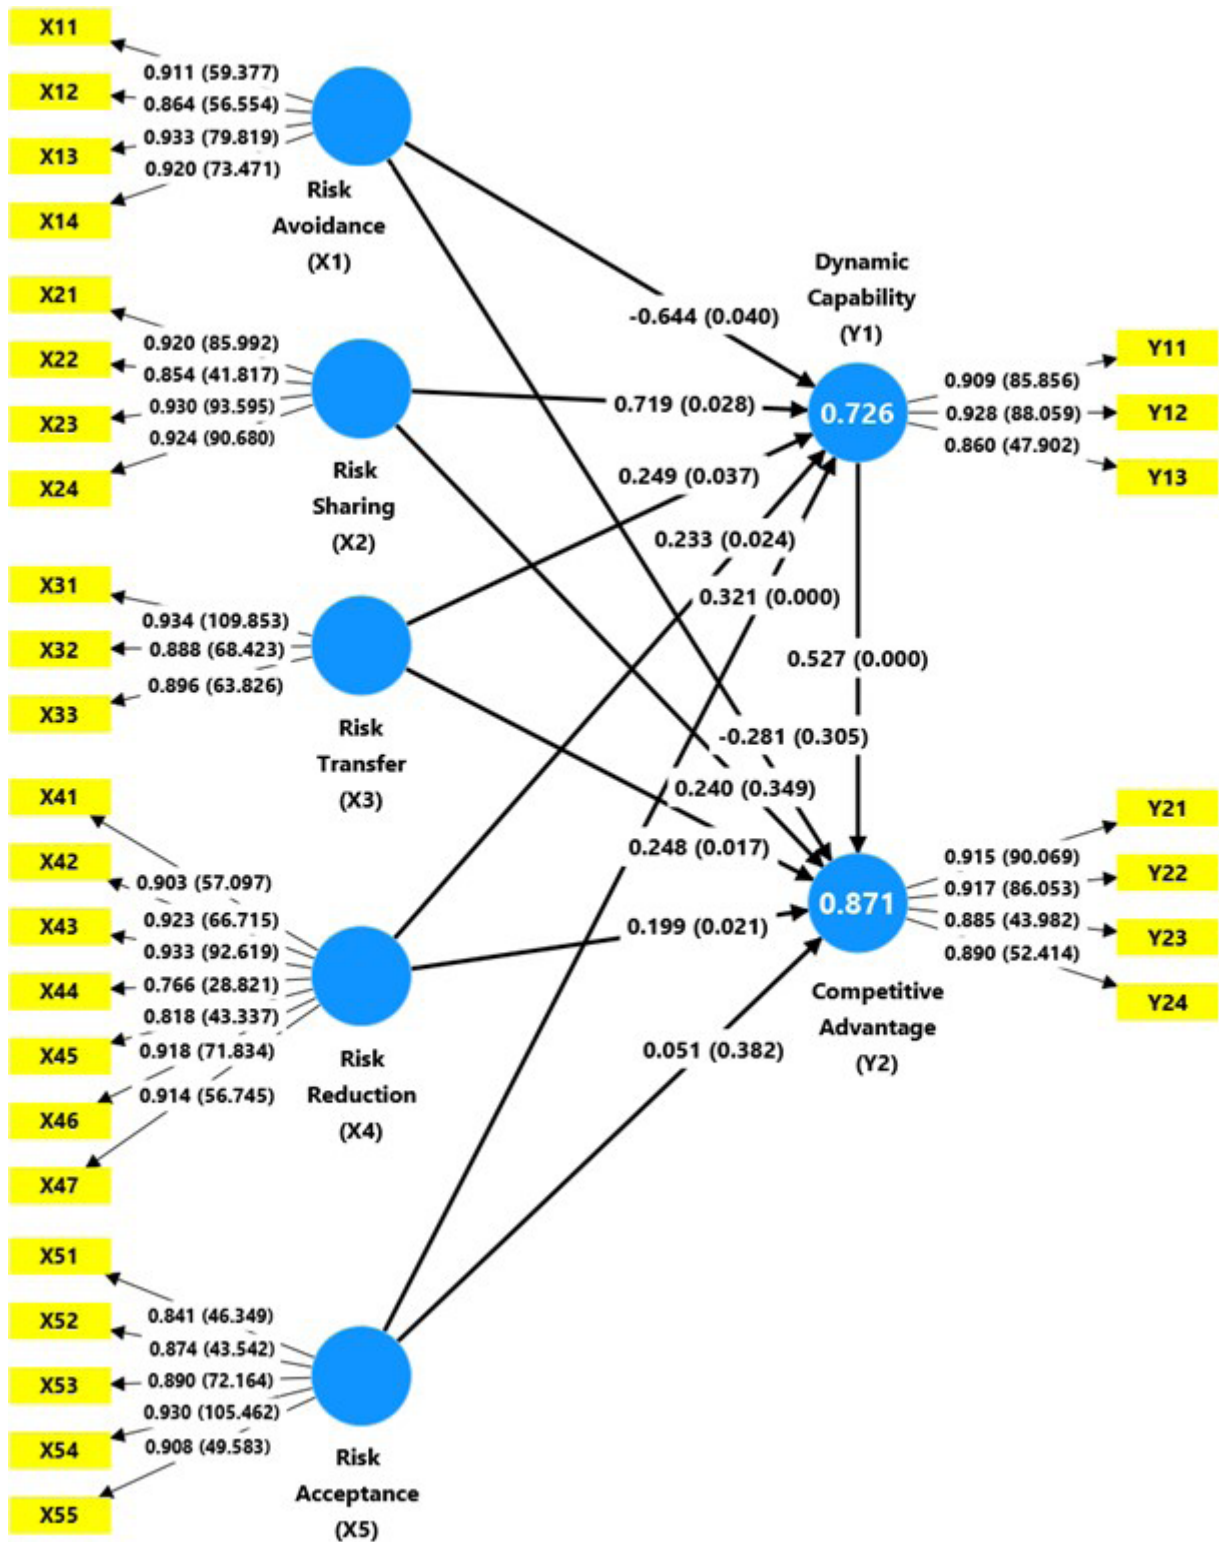 X11
X12
X13
X14
0.911 (59.377)
0.864 (56.554)
0.933 (79.819)
0.920 (73.471)
Risk
Avoidance
(X1)
X21
X22
X23
X24
0.920 (85.992)
0.854 (41.817)
0.930 (93.595)
0.924 (90.680)
Risk
Sharing
(X2)
X31
X32
X33
0.934 (109.853)
0.888 (68.423)
0.896 (63.826)
Risk
Transfer
(X3)
X41
X42
X43
X44
X45
X46
X47
0.903 (57.097)
0.923 (66.715)
0.933 (92.619)
0.766 (28.821)
0.818 (43.337)
0.918 (71.834)
0.914 (56.745)
Risk
Reduction
(X4)
X51
X52
X53
X54
X55
0.841 (46.349)
0.874 (43.542)
0.890 (72.164)
0.930 (105.462)
0.908 (49.583)
Risk
Acceptance
(X5)
-0.644 (0.040)
0.719 (0.028)
0.249 (0.037)
0.233 (0.024)
0.321 (0.000)
0.527 (0.000)
-0.281 (0.305)
0.240 (0.349)
0.248 (0.017)
0.199 (0.021)
0.051 (0.382)
Dynamic
Capability
(Y1)
0.726
0.909 (85.856)
0.928 (88.059)
0.860 (47.902)
Y11
Y12
Y13
0.871
Competitive
Advantage
(Y2)
0.915 (90.069)
0.917 (86.053)
0.885 (43.982)
0.890 (52.414)
Y21
Y22
Y23
Y24